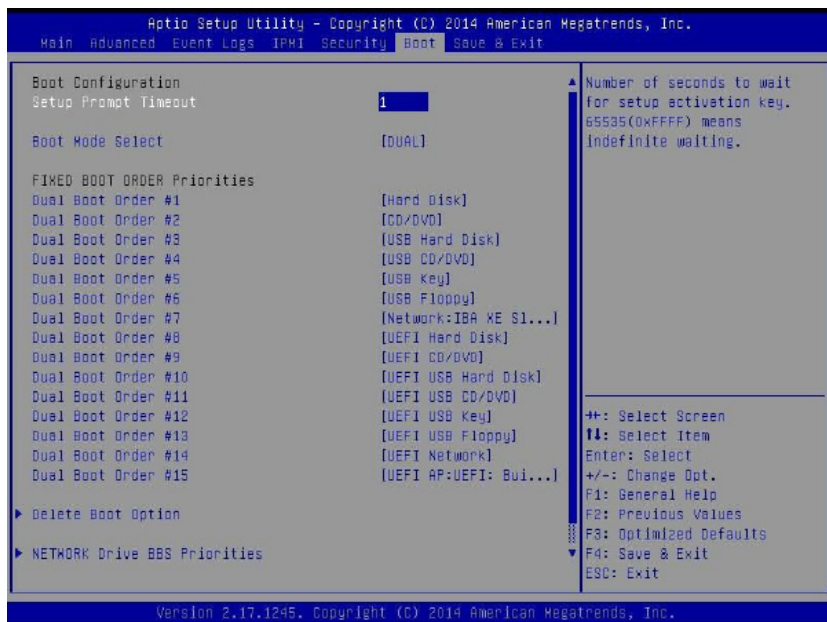 Aptio Setup Utility - Copyright (C) 2014 American Megatrends, Inc.
Main Advanced Event Logs IPMI Security Boot Save & Exit
Boot Configuration
Setup Prompt Timeout 1
Boot Mode Select [DUAL]
FIXED BOOT ORDER Priorities
Dual Boot Order #1 [Hard Disk]
Dual Boot Order #2 [CD/DVD]
Dual Boot Order #3 [USB Hard Disk]
Dual Boot Order #4 [USB CD/DVD]
Dual Boot Order #5 [USB Key]
Dual Boot Order #6 [USB Floppy]
Dual Boot Order #7 [Network:IBA XE Sl...]
Dual Boot Order #8 [UEFI Hard Disk]
Dual Boot Order #9 [UEFI CD/DVD]
Dual Boot Order #10 [UEFI USB Hard Disk]
Dual Boot Order #11 [UEFI USB CD/DVD]
Dual Boot Order #12 [UEFI USB Key]
Dual Boot Order #13 [UEFI USB Floppy]
Dual Boot Order #14 [UEFI Network]
Dual Boot Order #15 [UEFI AP:UEFI: Bui...]
Delete Boot Option
NETWORK Drive BBS Priorities
Number of seconds to wait
for setup activation key.
65535(0xFFFF) means
indefinite waiting.
→←: Select Screen
↑↓: Select Item
Enter: Select
+/-: Change Opt.
F1: General Help
F2: Previous Values
F3: Optimized Defaults
F4: Save & Exit
ESC: Exit
Version 2.17.1245. Copyright (C) 2014 American Megatrends, Inc.